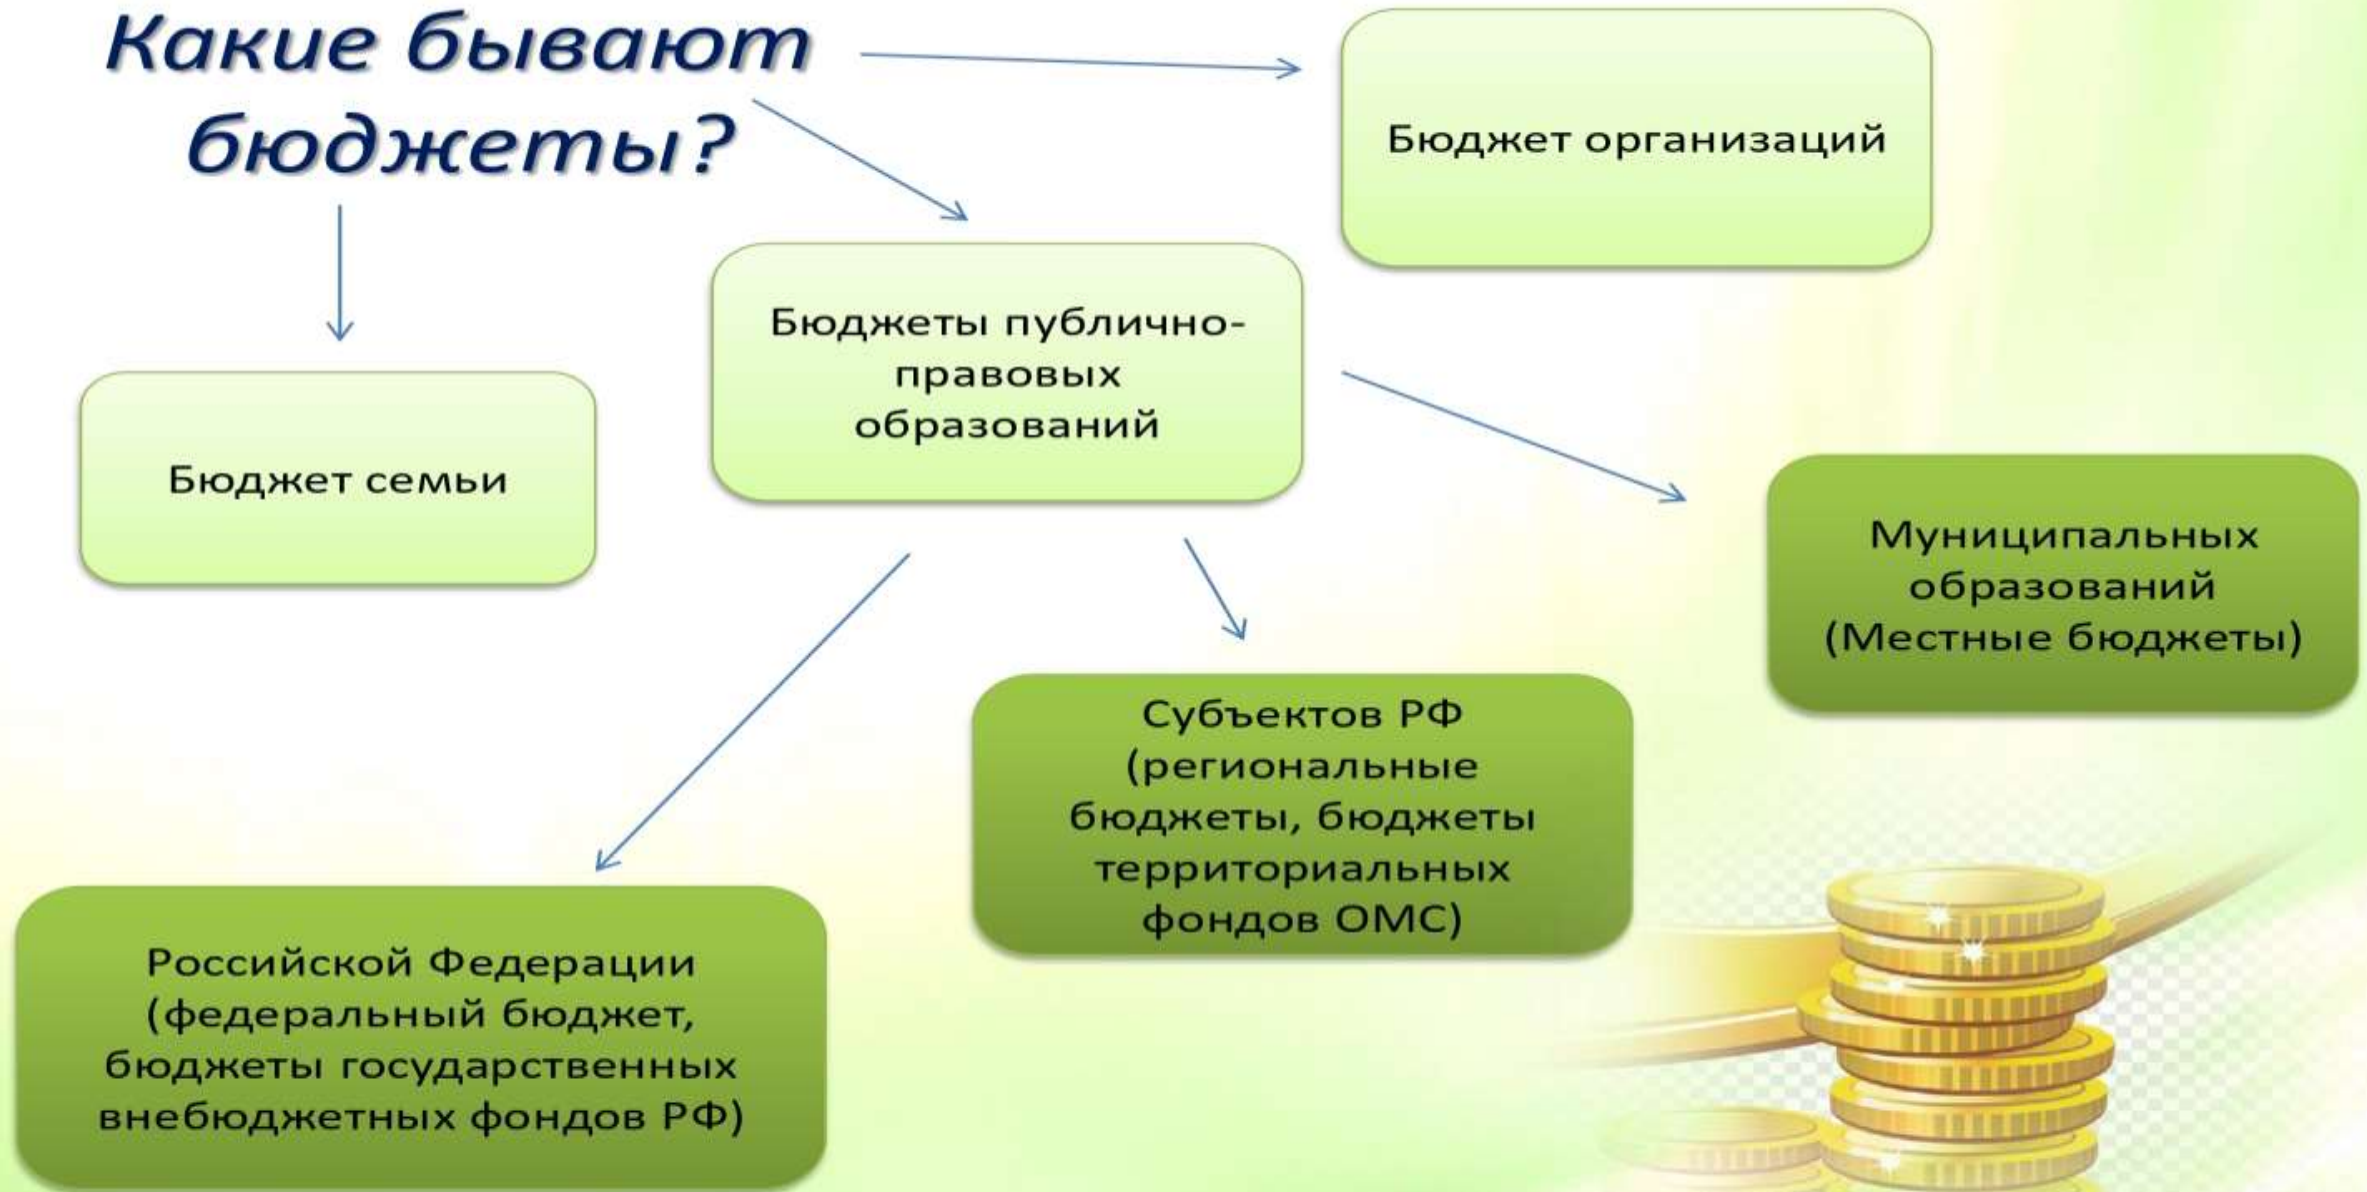 Какие бывают
бюджеты?
Бюджет организаций
Бюджеты публично-
правовых
образований
Бюджет семьи
Муниципальных
образований
(Местные бюджеты)
Субъектов РФ
(региональные
бюджеты, бюджеты
территориальных
фондов ОМС)
Российской Федерации
(федеральный бюджет,
бюджеты государственных
внебюджетных фондов РФ)